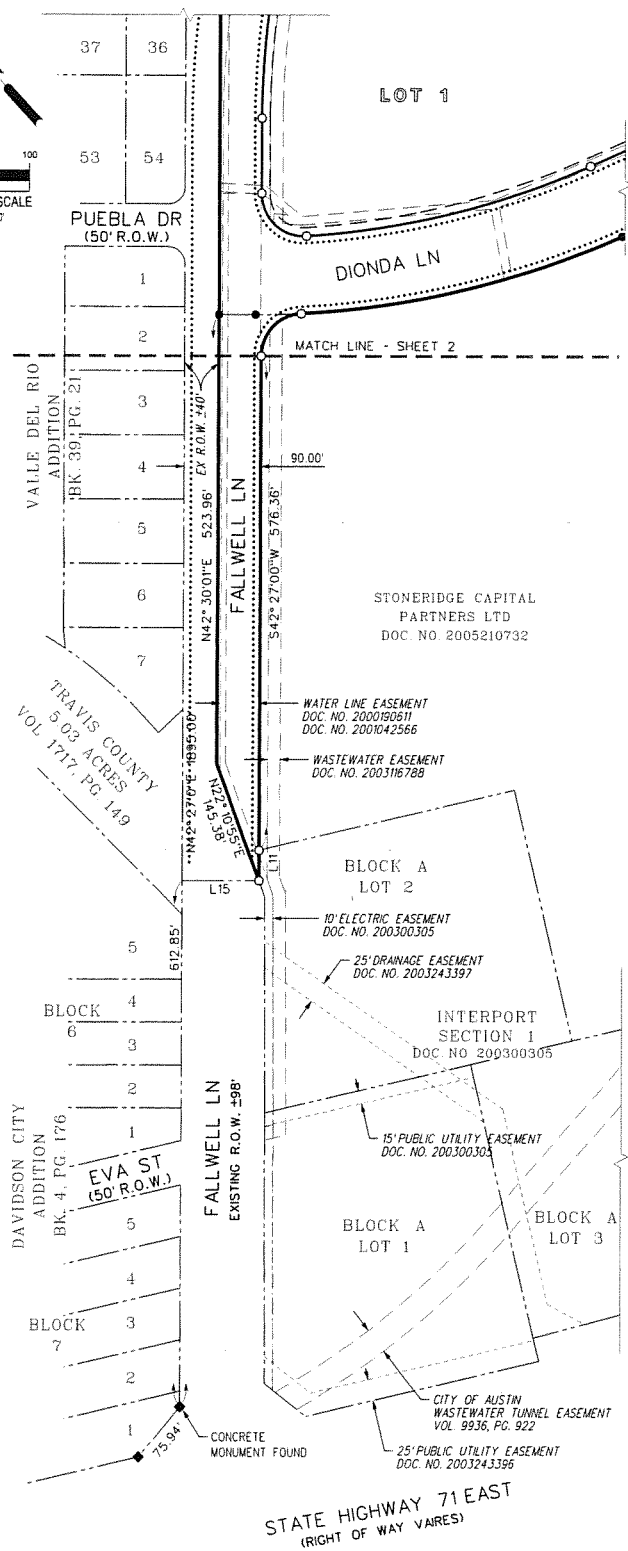 37
36
LOT 1
53
54
100
SCALE
PUEBLA DR
(50' R.O.W.)
DIONDA LN
1
2
MATCH LINE - SHEET 2
VALLE DEL RIO
ADDITION
BK. 39, PG. 21
3
4
5
6
7
EX R.O.W. ±40'
90.00'
N42° 30'01"E 523.96'
FALLWELL LN
S42° 27'00"W 576.36'
STONERIDGE CAPITAL
PARTNERS LTD
DOC. NO. 2005210732
TRAVIS COUNTY
5.03 ACRES
VOL 1717, PG. 149
WATER LINE EASEMENT
DOC. NO. 2000190611
DOC. NO. 2001042566
WASTEWATER EASEMENT
DOC. NO. 2003116788
N42° 27'0"E 1895.00'
N22° 10'55"E
145.38'
L11
L15
BLOCK A
LOT 2
10' ELECTRIC EASEMENT
DOC. NO. 200300305
612.85'
25' DRAINAGE EASEMENT
DOC. NO. 2003243397
5
BLOCK
6
4
3
2
1
INTERPORT
SECTION 1
DOC. NO 200300305
15' PUBLIC UTILITY EASEMENT
DOC. NO. 200300305
DAVIDSON CITY
ADDITION
BK. 4, PG 176
EVA ST
(50' R.O.W.)
FALLWELL LN
EXISTING R.O.W. ±98'
5
4
BLOCK
7
3
2
1
BLOCK A
LOT 1
BLOCK A
LOT 3
CITY OF AUSTIN
WASTEWATER TUNNEL EASEMENT
VOL. 9936, PG. 922
CONCRETE
MONUMENT FOUND
75.94'
25' PUBLIC UTILITY EASEMENT
DOC. NO. 2003243396
STATE HIGHWAY 71 EAST
(RIGHT OF WAY VAIRES)